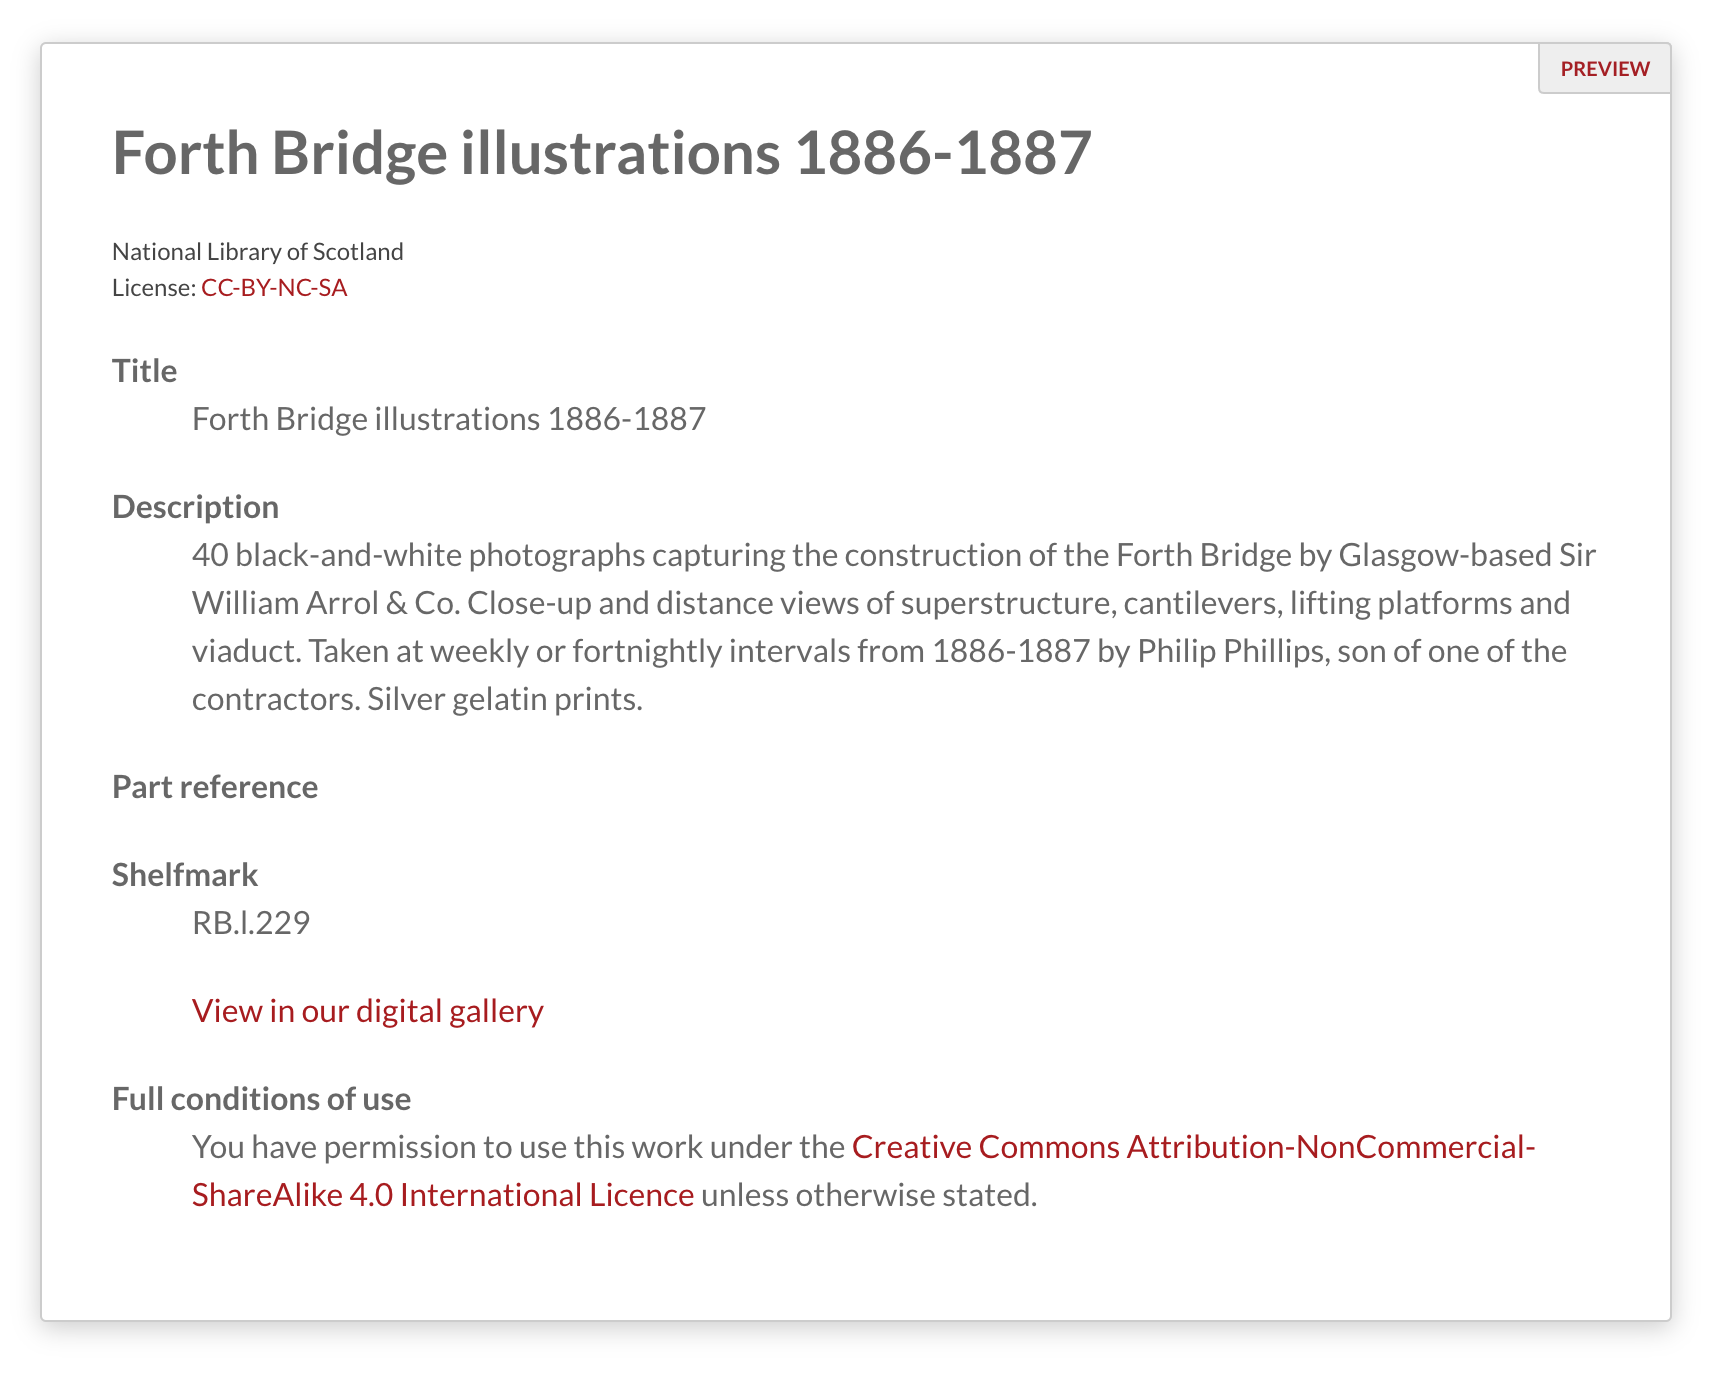 PREVIEW
Forth Bridge illustrations 1886-1887
National Library of Scotland
License: CC-BY-NC-SA
Title
Forth Bridge illustrations 1886-1887
Description
40 black-and-white photographs capturing the construction of the Forth Bridge by Glasgow-based Sir
William Arrol & Co. Close-up and distance views of superstructure, cantilevers, lifting platforms and
viaduct. Taken at weekly or fortnightly intervals from 1886-1887 by Philip Phillips, son of one of the
contractors. Silver gelatin prints.
Part reference
Shelfmark
RB.l.229
View in our digital gallery
Full conditions of use
You have permission to use this work under the Creative Commons Attribution-NonCommercial-
ShareAlike 4.0 International Licence unless otherwise stated.